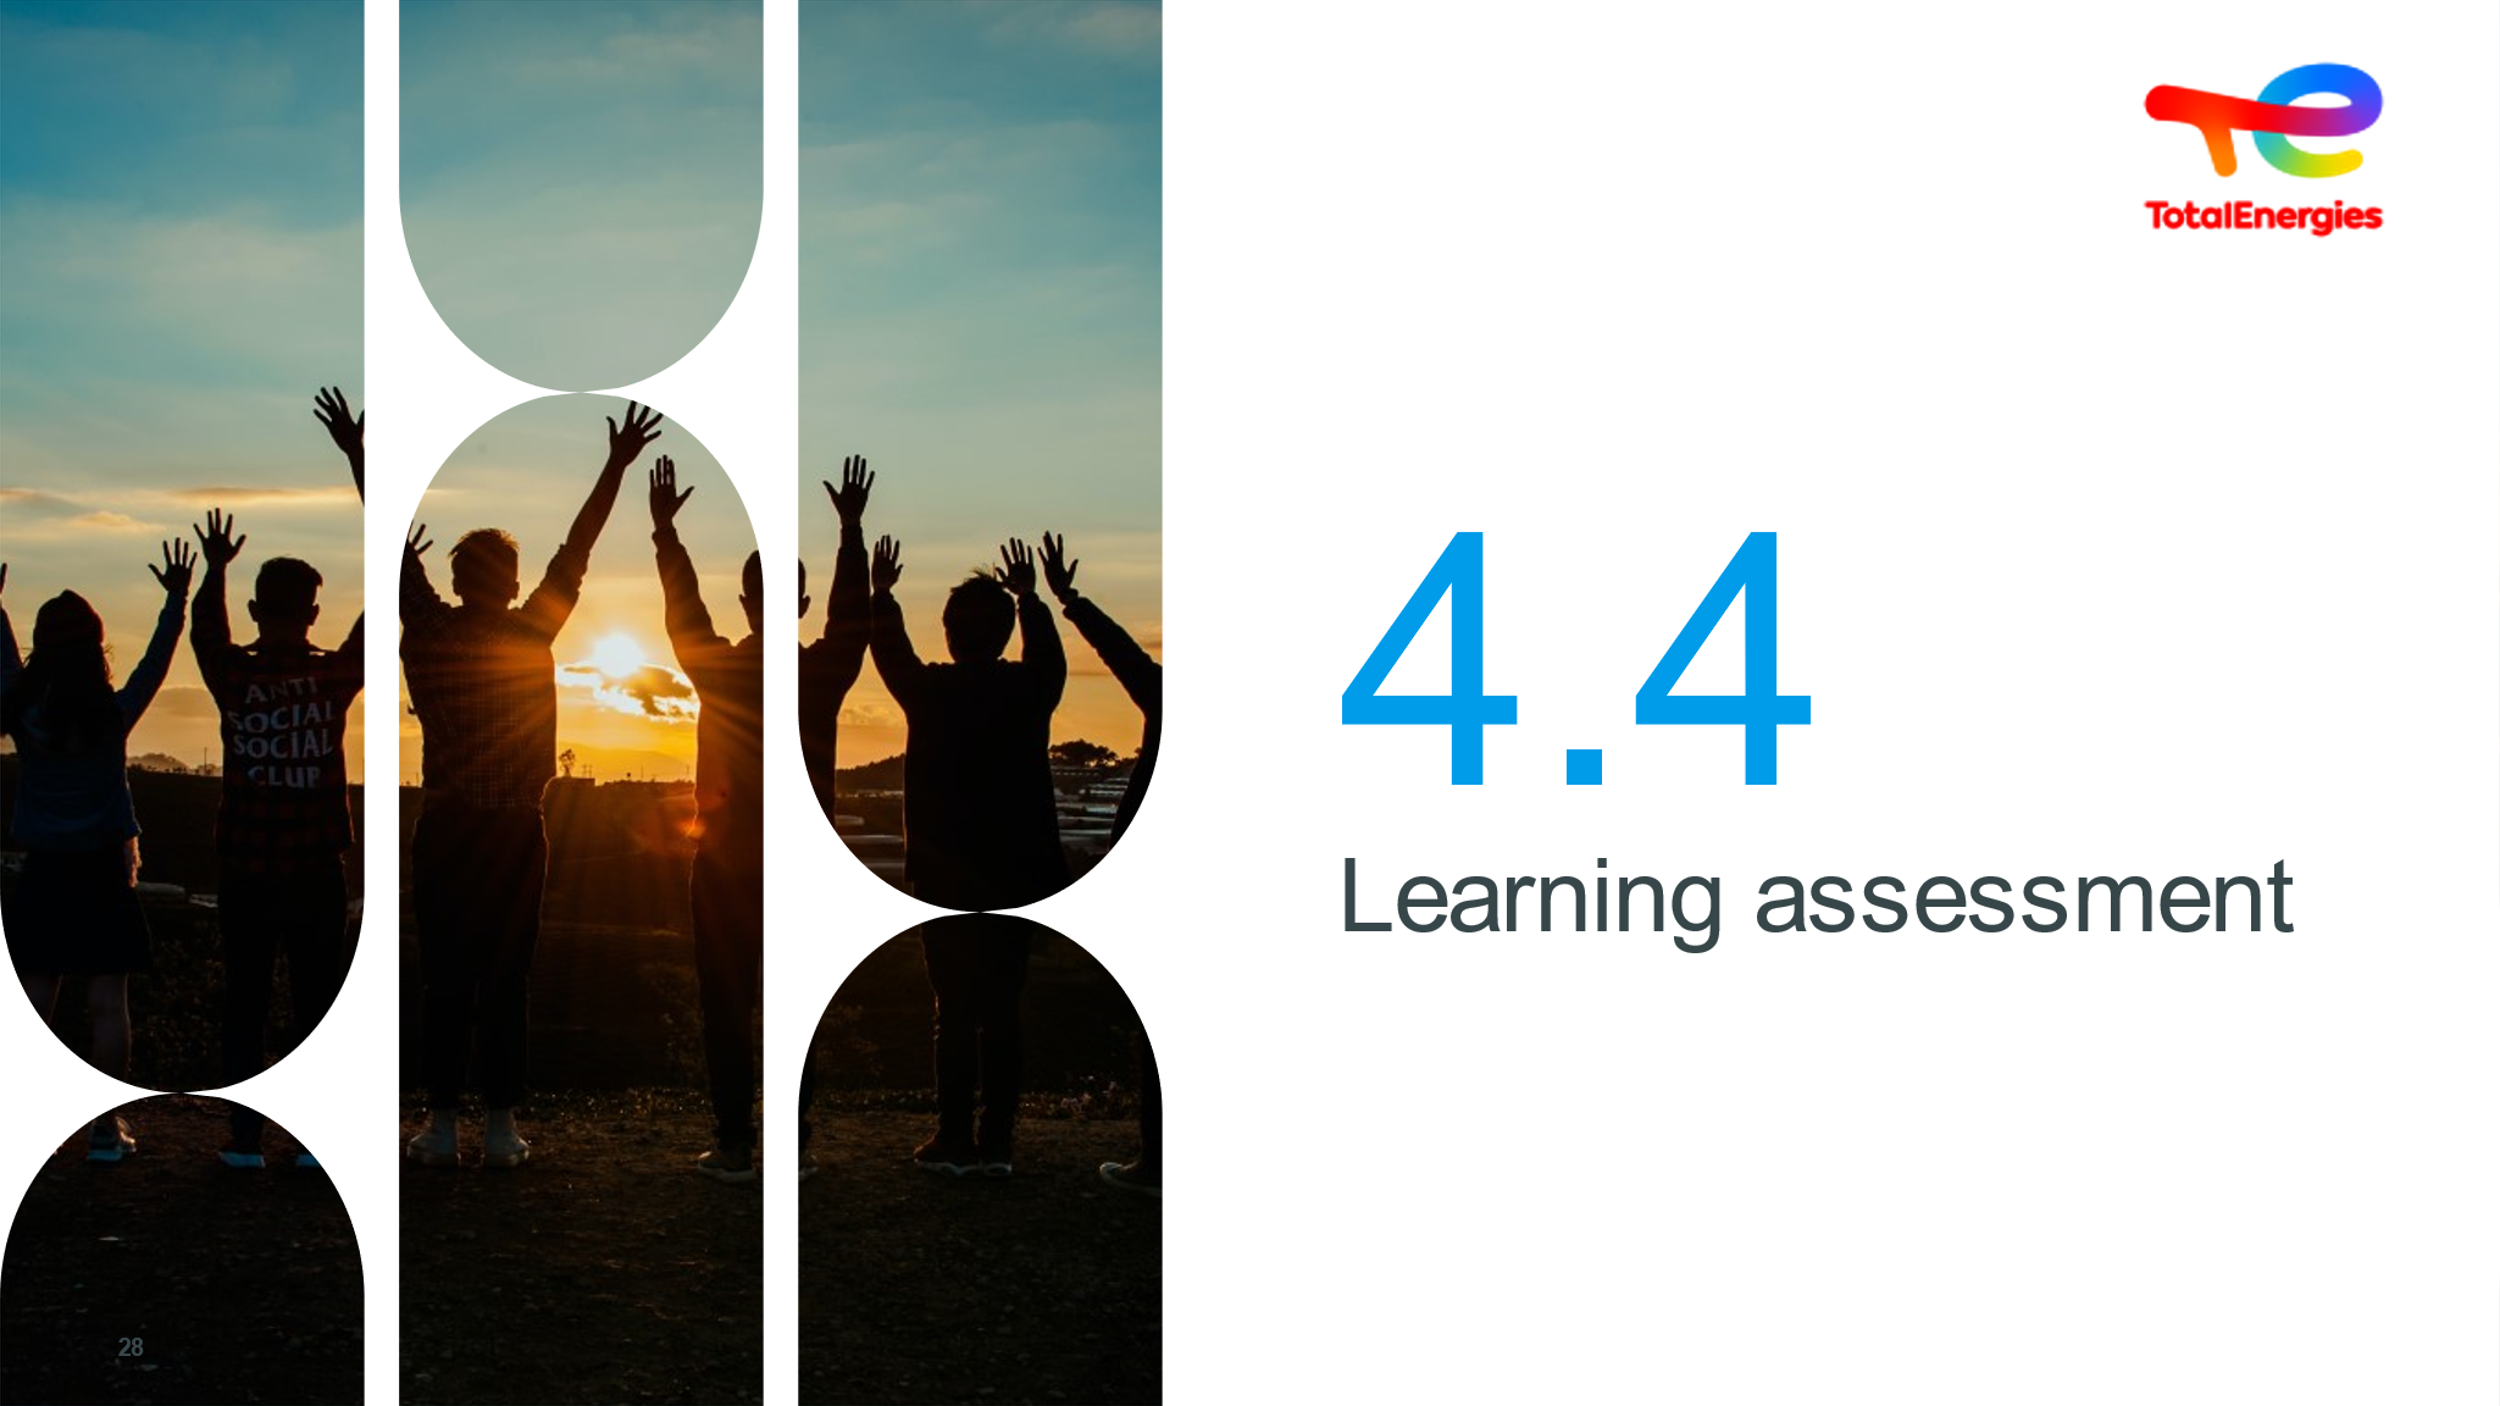 TotalEnergies
4.4
Learning assessment
ANTI
SOCIAL
SOCIAL
CLUB
28